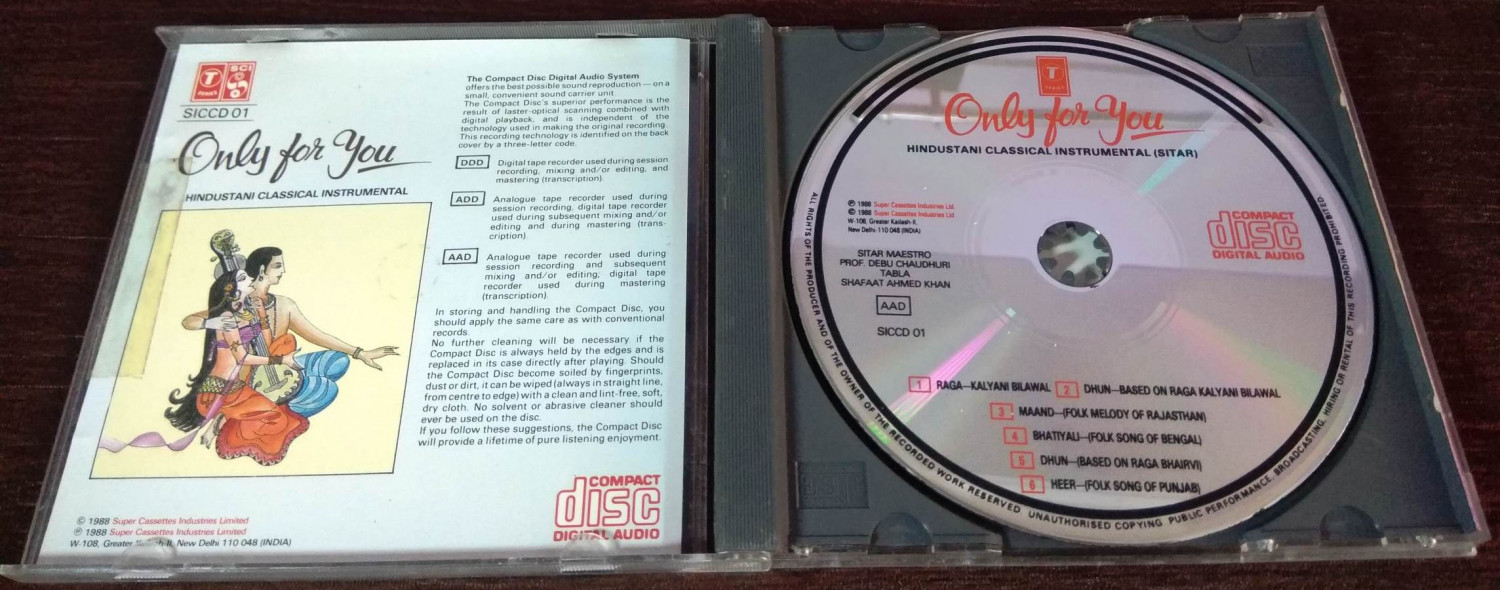 T
T-Series
SCI
SICCD 01
Only for You
HINDUSTANI CLASSICAL INSTRUMENTAL
© 1988 Super Cassettes Industries Limited
℗ 1988 Super Cassettes Industries Limited
W-108, Greater Kailash-II, New Delhi 110 048 (INDIA)
The Compact Disc Digital Audio System
offers the best possible sound reproduction — on a
small, convenient sound carrier unit
The Compact Disc's superior performance is the
result of laster-optical scanning combined with
digital playback, and is independent of the
technology used in making the original recording.
This recording technology is identified on the back
cover by a three-letter code.
DDD Digital tape recorder used during session
recording, mixing and/or editing, and
mastering (transcription).
ADD Analogue tape recorder used during
session recording, digital tape recorder
used during subsequent mixing and/or
editing and during mastering (trans-
cription).
AAD Analogue tape recorder used during
session recording and subsequent
mixing and/or editing, digital tape
recorder used during mastering
(transcription).
In storing and handling the Compact Disc, you
should apply the same care as with conventional
records.
No further cleaning will be necessary if the
Compact Disc is always held by the edges and is
replaced in its case directly after playing. Should
the Compact Disc become soiled by fingerprints,
dust or dirt, it can be wiped (always in straight line,
from centre to edge) with a clean and lint-free, soft,
dry cloth. No solvent or abrasive cleaner should
ever be used on the disc.
If you follow these suggestions, the Compact Disc
will provide a lifetime of pure listening enjoyment.
COMPACT
disc
DIGITAL AUDIO
T
Only for You
HINDUSTANI CLASSICAL INSTRUMENTAL (SITAR)
℗ 1988 Super Cassettes Industries Ltd.
© 1988 Super Cassettes Industries Ltd
W-108, Greater Kailash-II,
New Delhi-110 048 (INDIA)
SITAR MAESTRO
PROF. DEBU CHAUDHURI
TABLA
SHAFAAT AHMED KHAN
AAD
SICCD 01
COMPACT
disc
DIGITAL AUDIO
1 RAGA—KALYANI BILAWAL 2 DHUN—BASED ON RAGA KALYANI BILAWAL
3 MAAND—(FOLK MELODY OF RAJASTHAN)
4 BHATIYALI—(FOLK SONG OF BENGAL)
5 DHUN—(BASED ON RAGA BHAIRVI)
6 HEER—(FOLK SONG OF PUNJAB)
ALL RIGHTS OF THE PRODUCER AND OF THE OWNER OF THE RECORDED WORK RESERVED UNAUTHORISED COPYING PUBLIC PERFORMANCE, BROADCASTING, HIRING OR RENTAL OF THIS RECORDING PROHIBITED.